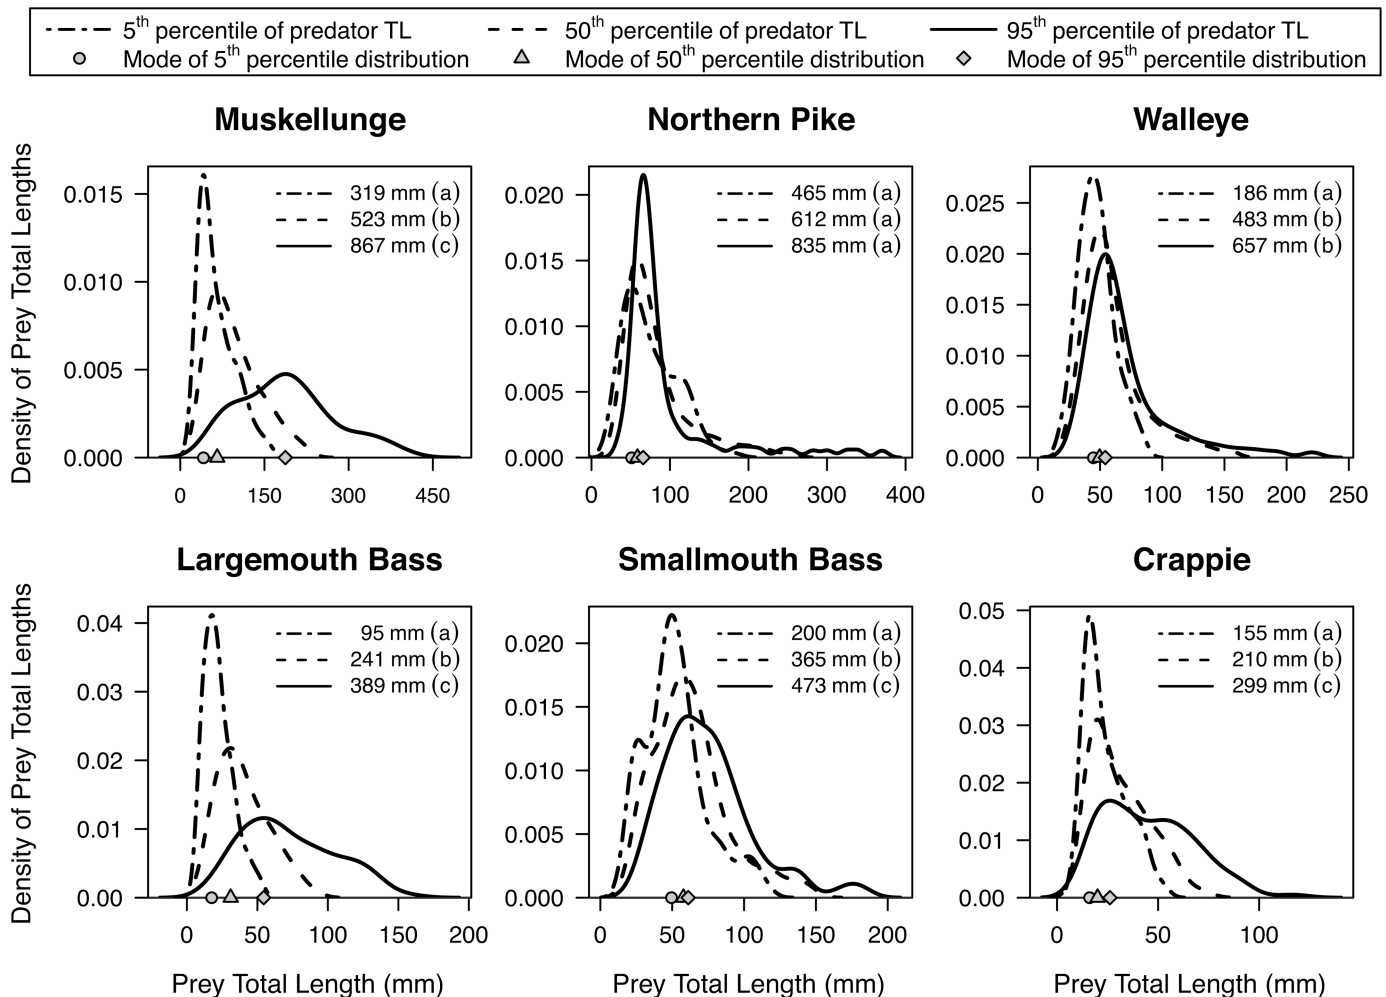 5th percentile of predator TL 50th percentile of predator TL 95th percentile of predator TL
Mode of 5th percentile distribution Mode of 50th percentile distribution Mode of 95th percentile distribution
Muskellunge Northern Pike Walleye
Density of Prey Total Lengths
0.015
0.010
0.005
0.000
319 mm (a)
523 mm (b)
867 mm (c)
0 150 300 450
0.020
0.015
0.010
0.005
0.000
465 mm (a)
612 mm (a)
835 mm (a)
0 100 200 300 400
0.025
0.020
0.015
0.010
0.005
0.000
186 mm (a)
483 mm (b)
657 mm (b)
0 50 100 150 200 250
Largemouth Bass Smallmouth Bass Crappie
Density of Prey Total Lengths
0.04
0.03
0.02
0.01
0.00
95 mm (a)
241 mm (b)
389 mm (c)
0 50 100 150 200
Prey Total Length (mm)
0.020
0.015
0.010
0.005
0.000
200 mm (a)
365 mm (b)
473 mm (c)
0 50 100 150 200
Prey Total Length (mm)
0.05
0.04
0.03
0.02
0.01
0.00
155 mm (a)
210 mm (b)
299 mm (c)
0 50 100
Prey Total Length (mm)